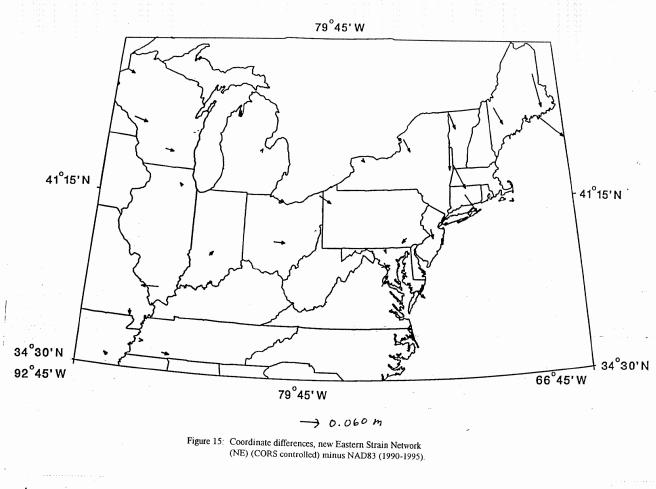 79°45' W
41°15' N
41°15' N
34°30' N
92°45' W
34°30' N
66°45' W
79°45' W
0.060 m
Figure 15: Coordinate differences, new Eastern Strain Network
(NE) (CORS controlled) minus NAD83 (1990-1995).